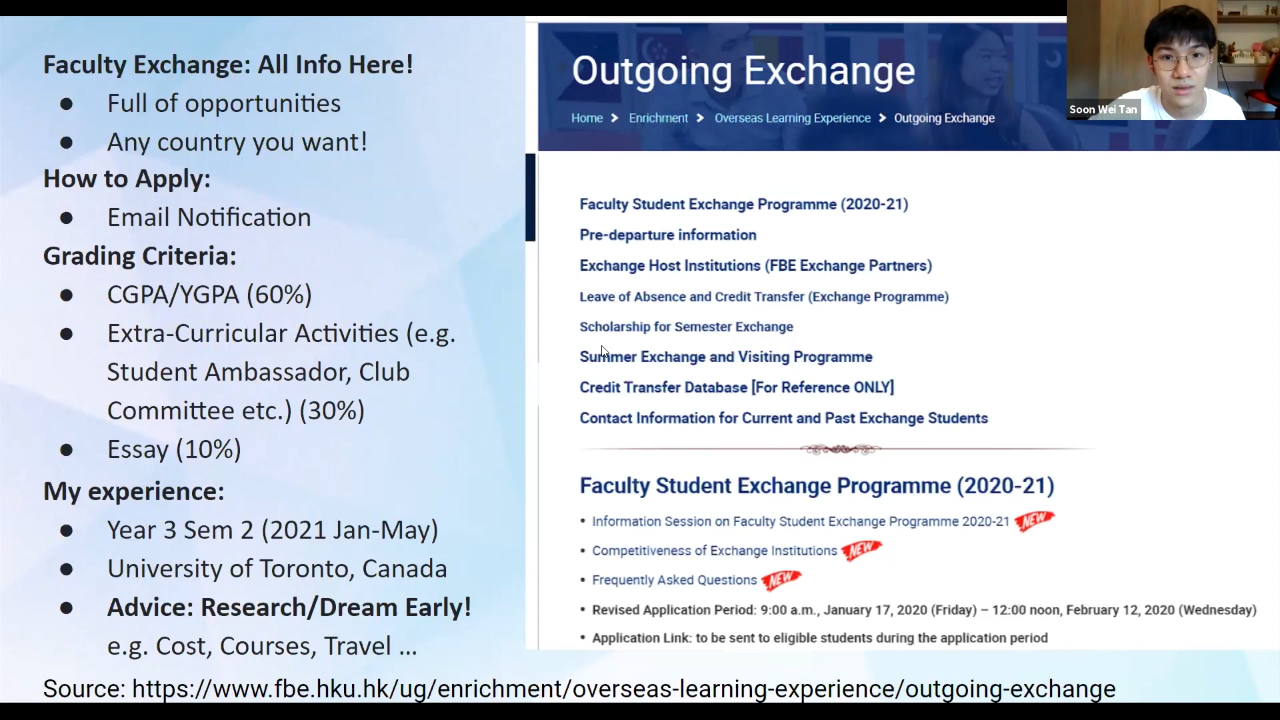 Faculty Exchange: All Info Here!
● Full of opportunities
● Any country you want!
How to Apply:
● Email Notification
Grading Criteria:
● CGPA/YGPA (60%)
● Extra-Curricular Activities (e.g.
Student Ambassador, Club
Committee etc.) (30%)
● Essay (10%)
My experience:
● Year 3 Sem 2 (2021 Jan-May)
● University of Toronto, Canada
● Advice: Research/Dream Early!
e.g. Cost, Courses, Travel ...
Outgoing Exchange
Home > Enrichment > Overseas Learning Experience > Outgoing Exchange
Soon Wei Tan
Faculty Student Exchange Programme (2020-21)
Pre-departure information
Exchange Host Institutions (FBE Exchange Partners)
Leave of Absence and Credit Transfer (Exchange Programme)
Scholarship for Semester Exchange
Summer Exchange and Visiting Programme
Credit Transfer Database [For Reference ONLY]
Contact Information for Current and Past Exchange Students
Faculty Student Exchange Programme (2020-21)
• Information Session on Faculty Student Exchange Programme 2020-21 NEW
• Competitiveness of Exchange Institutions NEW
• Frequently Asked Questions NEW
• Revised Application Period: 9:00 a.m., January 17, 2020 (Friday) – 12:00 noon, February 12, 2020 (Wednesday)
• Application Link: to be sent to eligible students during the application period
Source: https://www.fbe.hku.hk/ug/enrichment/overseas-learning-experience/outgoing-exchange